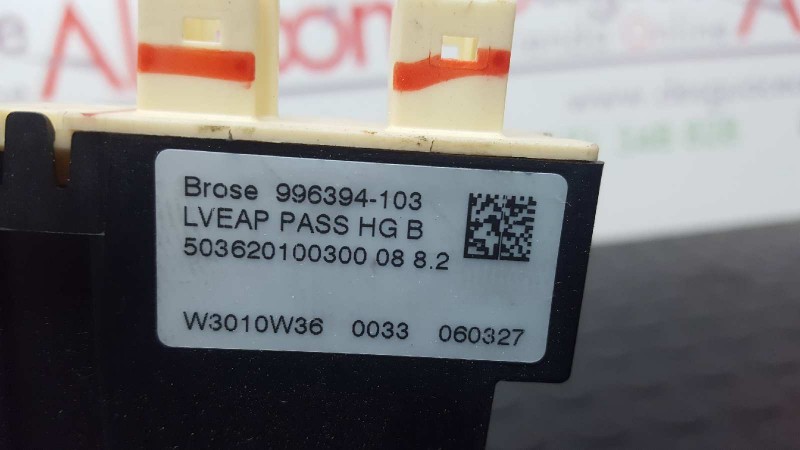 Brose 996394-103
LVEAP PASS HG B
503620100300 08 8.2
W3010W36 0033 060327